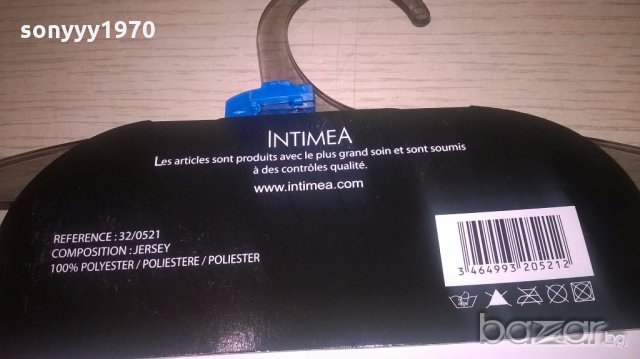 sonyyy1970
INTIMEA
Les articles sont produits avec le plus grand soin et sont soumis
à des contrôles qualité.
www.intimea.com
REFERENCE : 32/0521
COMPOSITION : JERSEY
100% POLYESTER / POLIESTERE / POLIESTER
3 464993 205212
bazar.bg